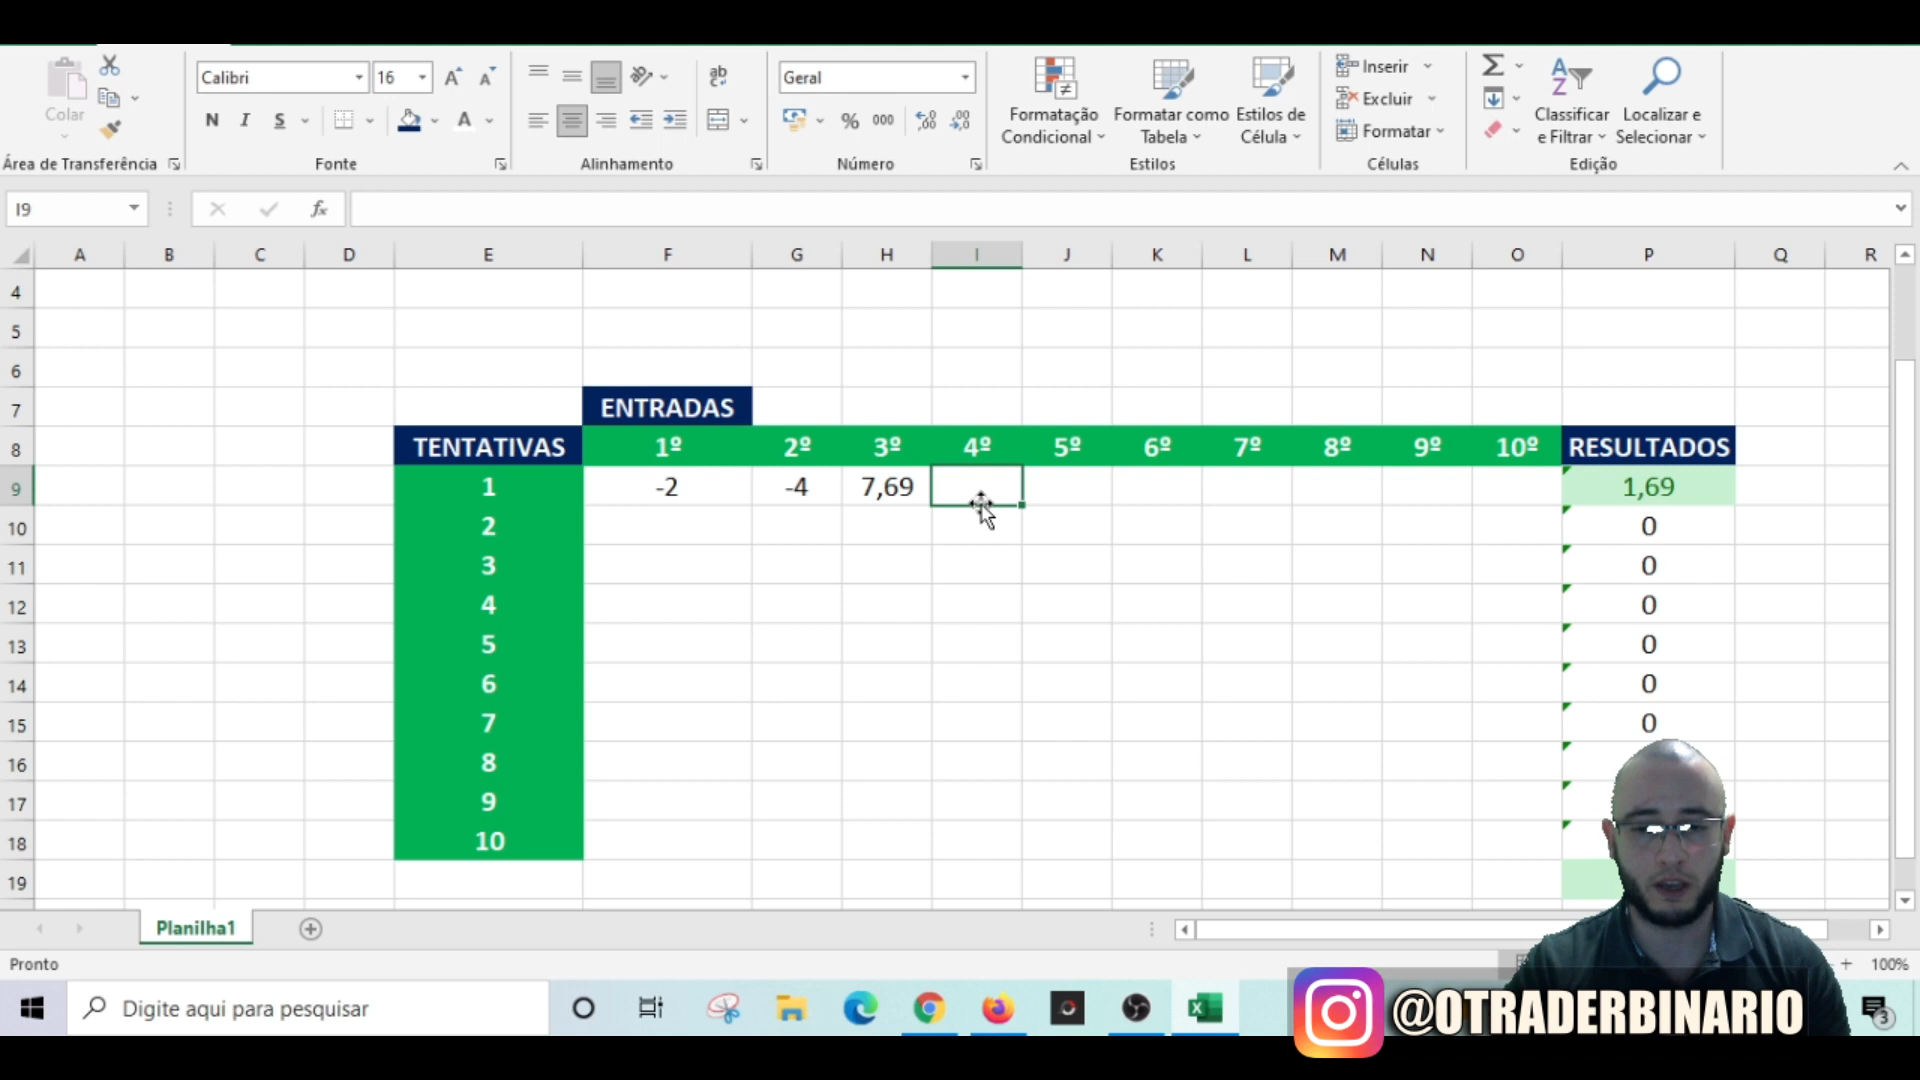 Colar
Área de Transferência
Calibri
16
N I S
Fonte
ab
Alinhamento
Geral
% 000
Número
Formatação Condicional
Formatar como Tabela
Estilos de Célula
Estilos
Inserir
Excluir
Formatar
Células
Classificar e Filtrar
Localizar e Selecionar
Edição
I9
fx
A B C D E F G H I J K L M N O P Q R
4
5
6
7 ENTRADAS
8 TENTATIVAS 1º 2º 3º 4º 5º 6º 7º 8º 9º 10º RESULTADOS
9 1 -2 -4 7,69 1,69
10 2 0
11 3 0
12 4 0
13 5 0
14 6 0
15 7 0
16 8
17 9
18 10
19
Planilha1
Pronto
100%
Digite aqui para pesquisar
@OTRADERBINARIO
3